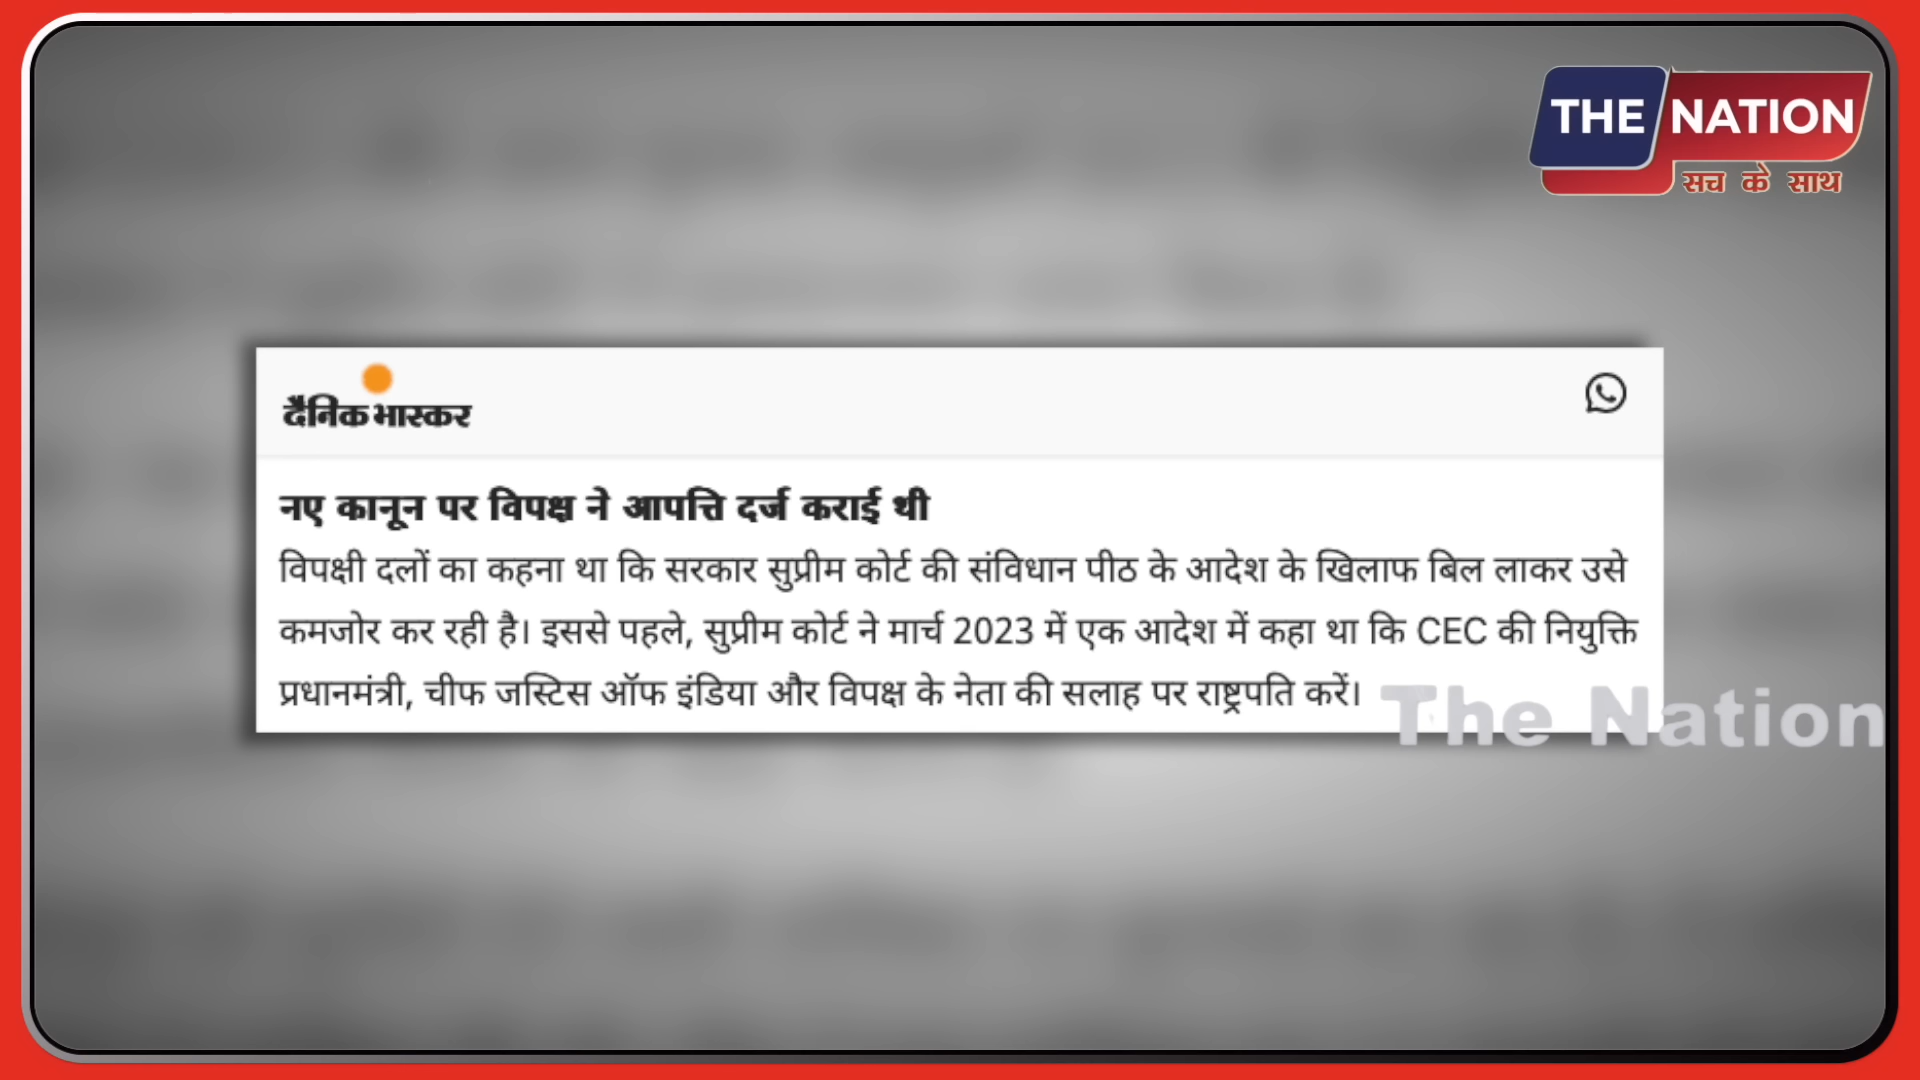 THE NATION
सच के साथ
दैनिक भास्कर
नए कानून पर विपक्ष ने आपत्ति दर्ज कराई थी
विपक्षी दलों का कहना था कि सरकार सुप्रीम कोर्ट की संविधान पीठ के आदेश के खिलाफ बिल लाकर उसे
कमजोर कर रही है। इससे पहले, सुप्रीम कोर्ट ने मार्च 2023 में एक आदेश में कहा था कि CEC की नियुक्ति
प्रधानमंत्री, चीफ जस्टिस ऑफ इंडिया और विपक्ष के नेता की सलाह पर राष्ट्रपति करें।
The Nation